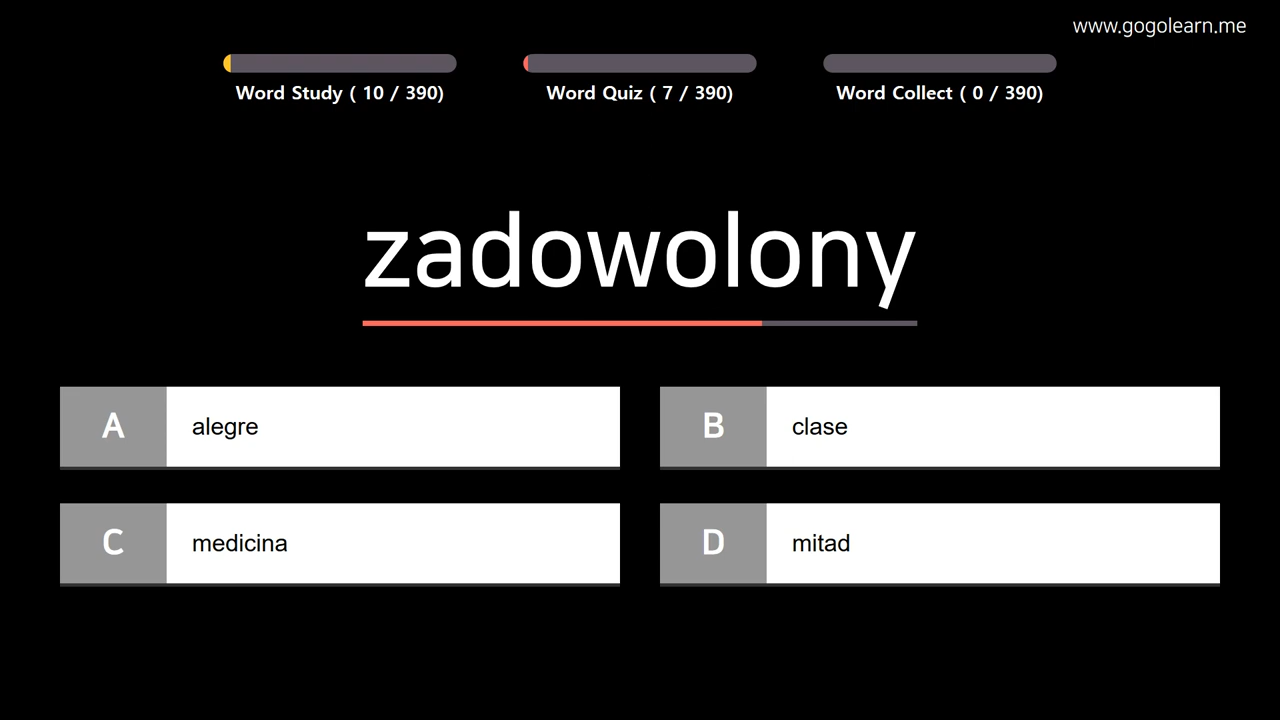 www.gogolearn.me
Word Study ( 10 / 390)
Word Quiz ( 7 / 390)
Word Collect ( 0 / 390)
zadowolony
A alegre
B clase
C medicina
D mitad